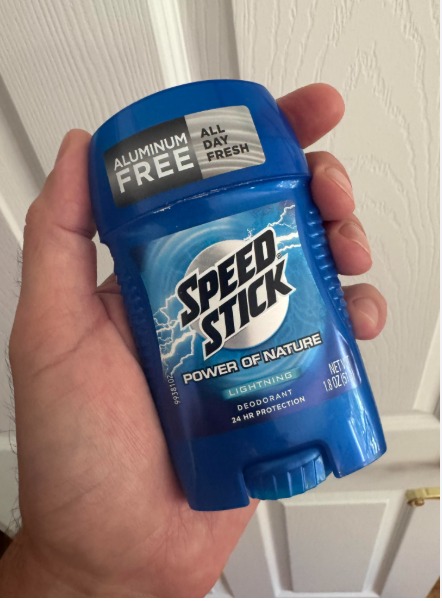 ALUMINUM
FREE
ALL
DAY
FRESH
SPEED
STICK
POWER OF NATURE
LIGHTNING
DEODORANT
24 HR PROTECTION
NET
1.8 OZ